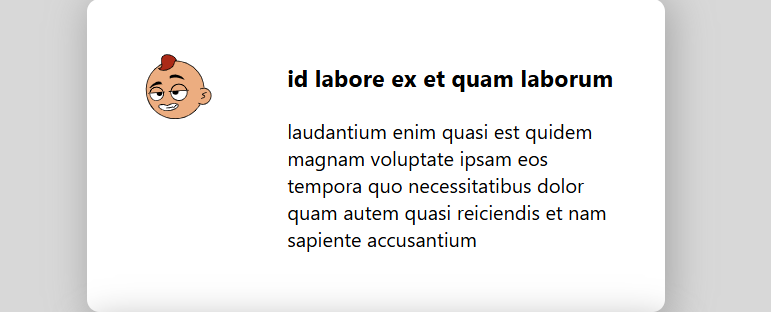 id labore ex et quam laborum
laudantium enim quasi est quidem
magnam voluptate ipsam eos
tempora quo necessitatibus dolor
quam autem quasi reiciendis et nam
sapiente accusantium